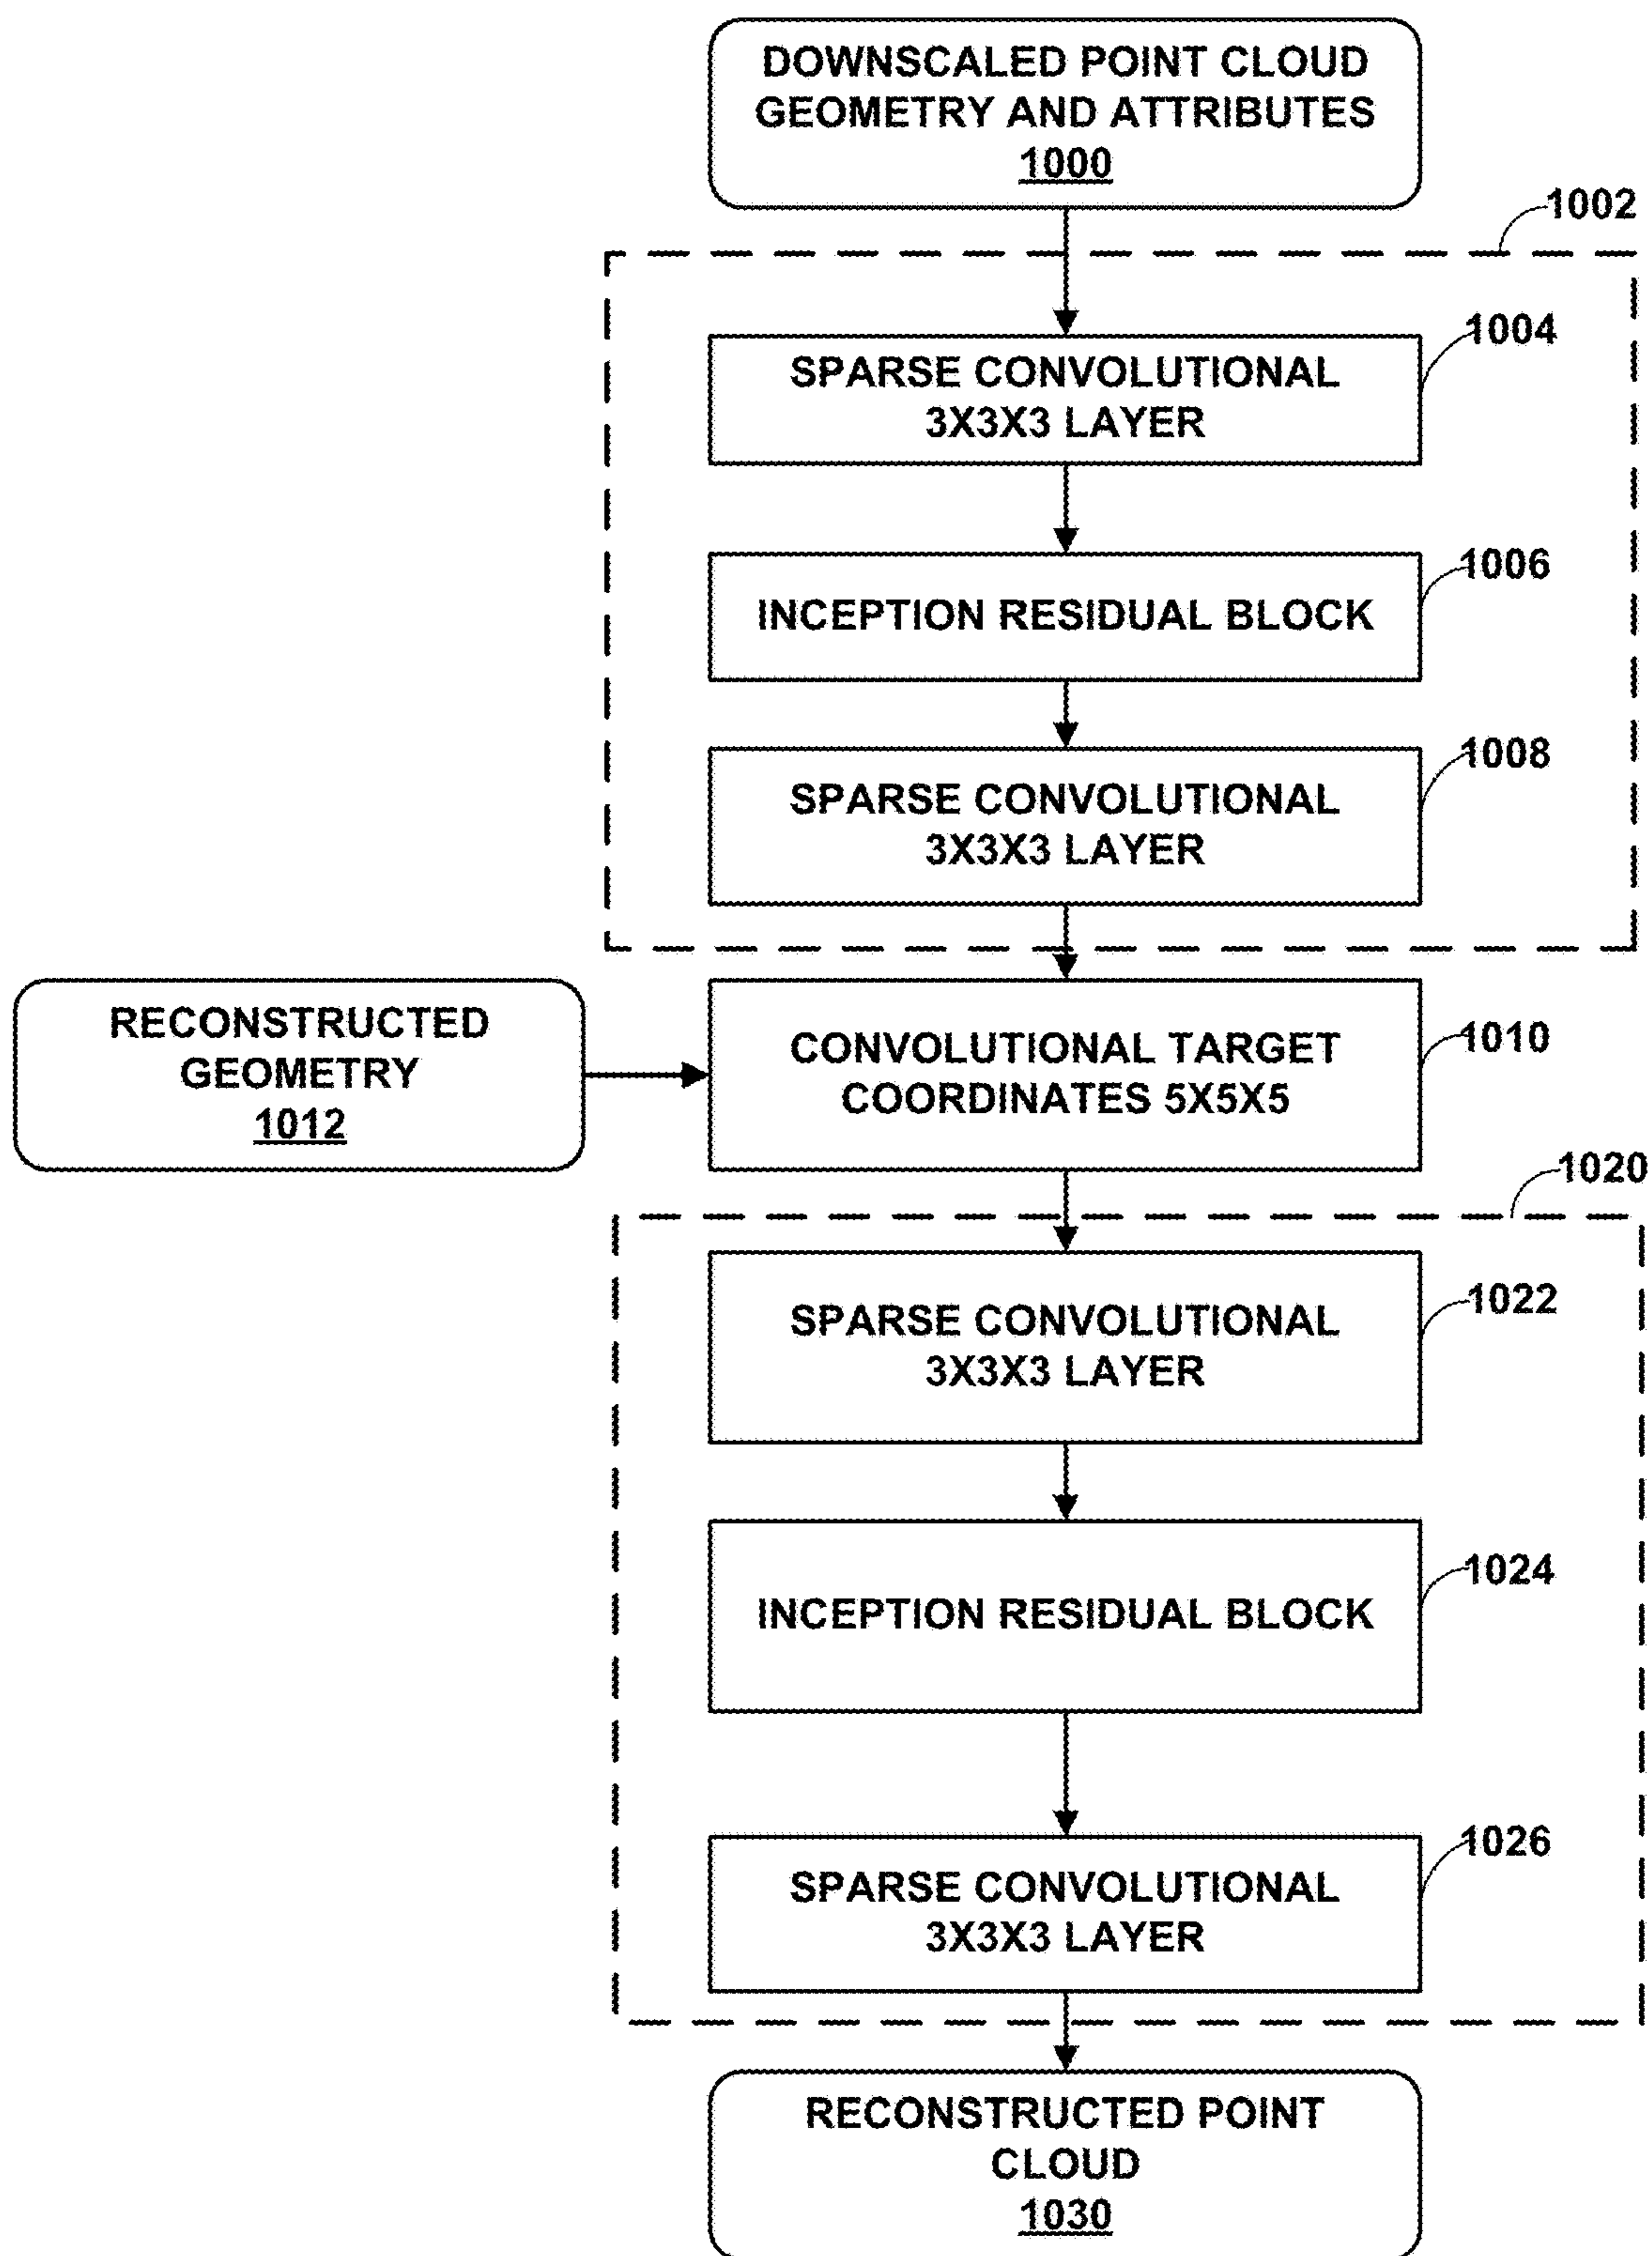 DOWNSCALED POINT CLOUD
GEOMETRY AND ATTRIBUTES
1000
1002
1004
SPARSE CONVOLUTIONAL
3X3X3 LAYER
1006
INCEPTION RESIDUAL BLOCK
1008
SPARSE CONVOLUTIONAL
3X3X3 LAYER
RECONSTRUCTED
GEOMETRY
1012
1010
CONVOLUTIONAL TARGET
COORDINATES 5X5X5
1020
1022
SPARSE CONVOLUTIONAL
3X3X3 LAYER
1024
INCEPTION RESIDUAL BLOCK
1026
SPARSE CONVOLUTIONAL
3X3X3 LAYER
RECONSTRUCTED POINT
CLOUD
1030